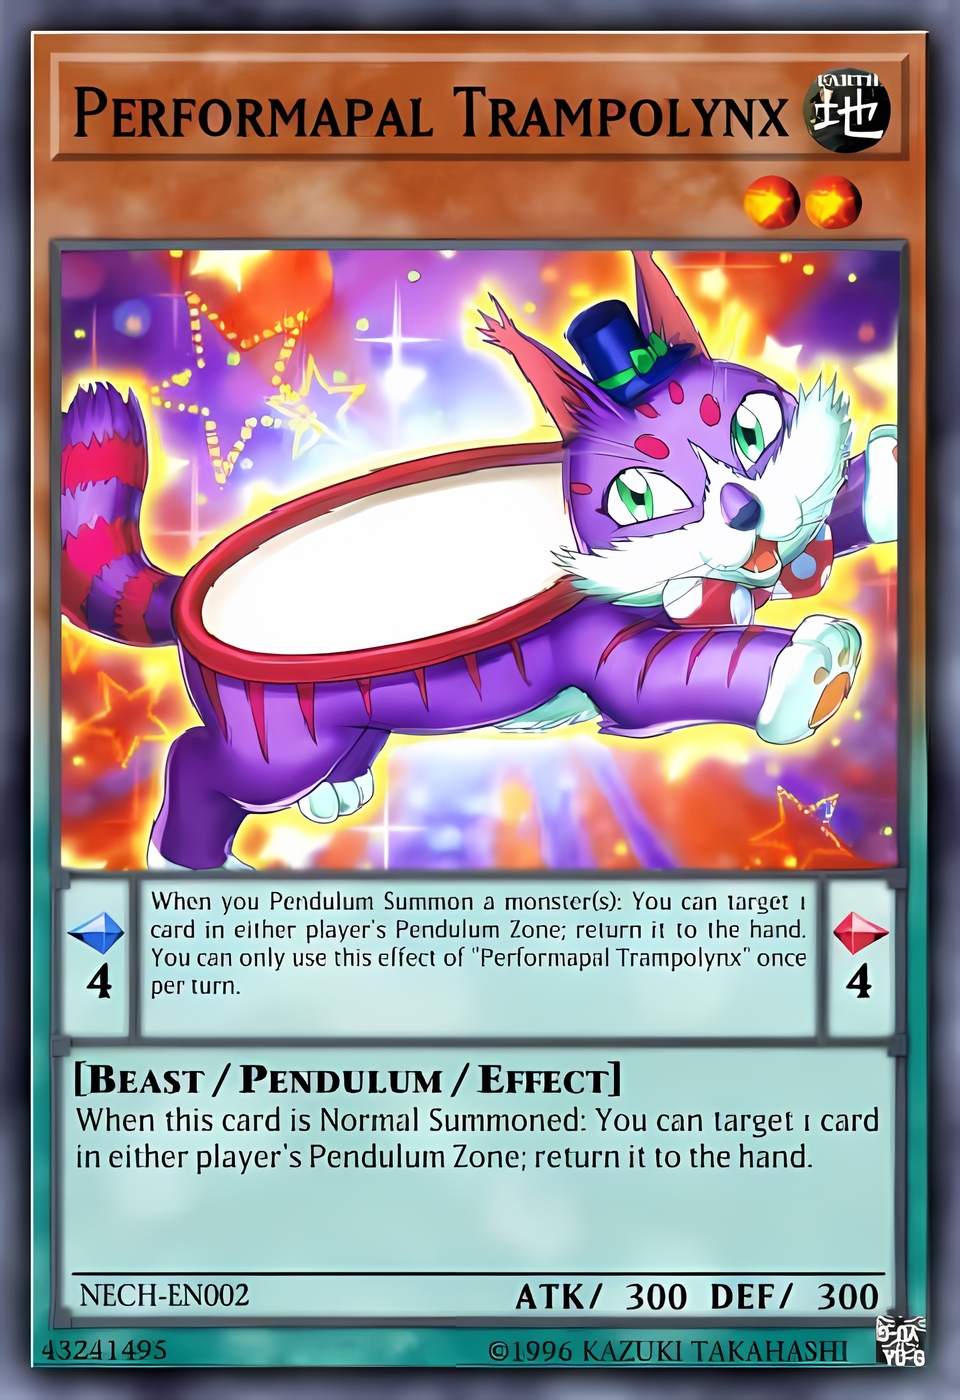 PERFORMAPAL TRAMPOLYNX
地
When you Pendulum Summon a monster(s): You can target 1
card in either player's Pendulum Zone; return it to the hand.
You can only use this effect of "Performapal Trampolynx" once
per turn.
4
4
[BEAST / PENDULUM / EFFECT]
When this card is Normal Summoned: You can target 1 card
in either player's Pendulum Zone; return it to the hand.
NECH-EN002 ATK/ 300 DEF/ 300
43241495 ©1996 KAZUKI TAKAHASHI